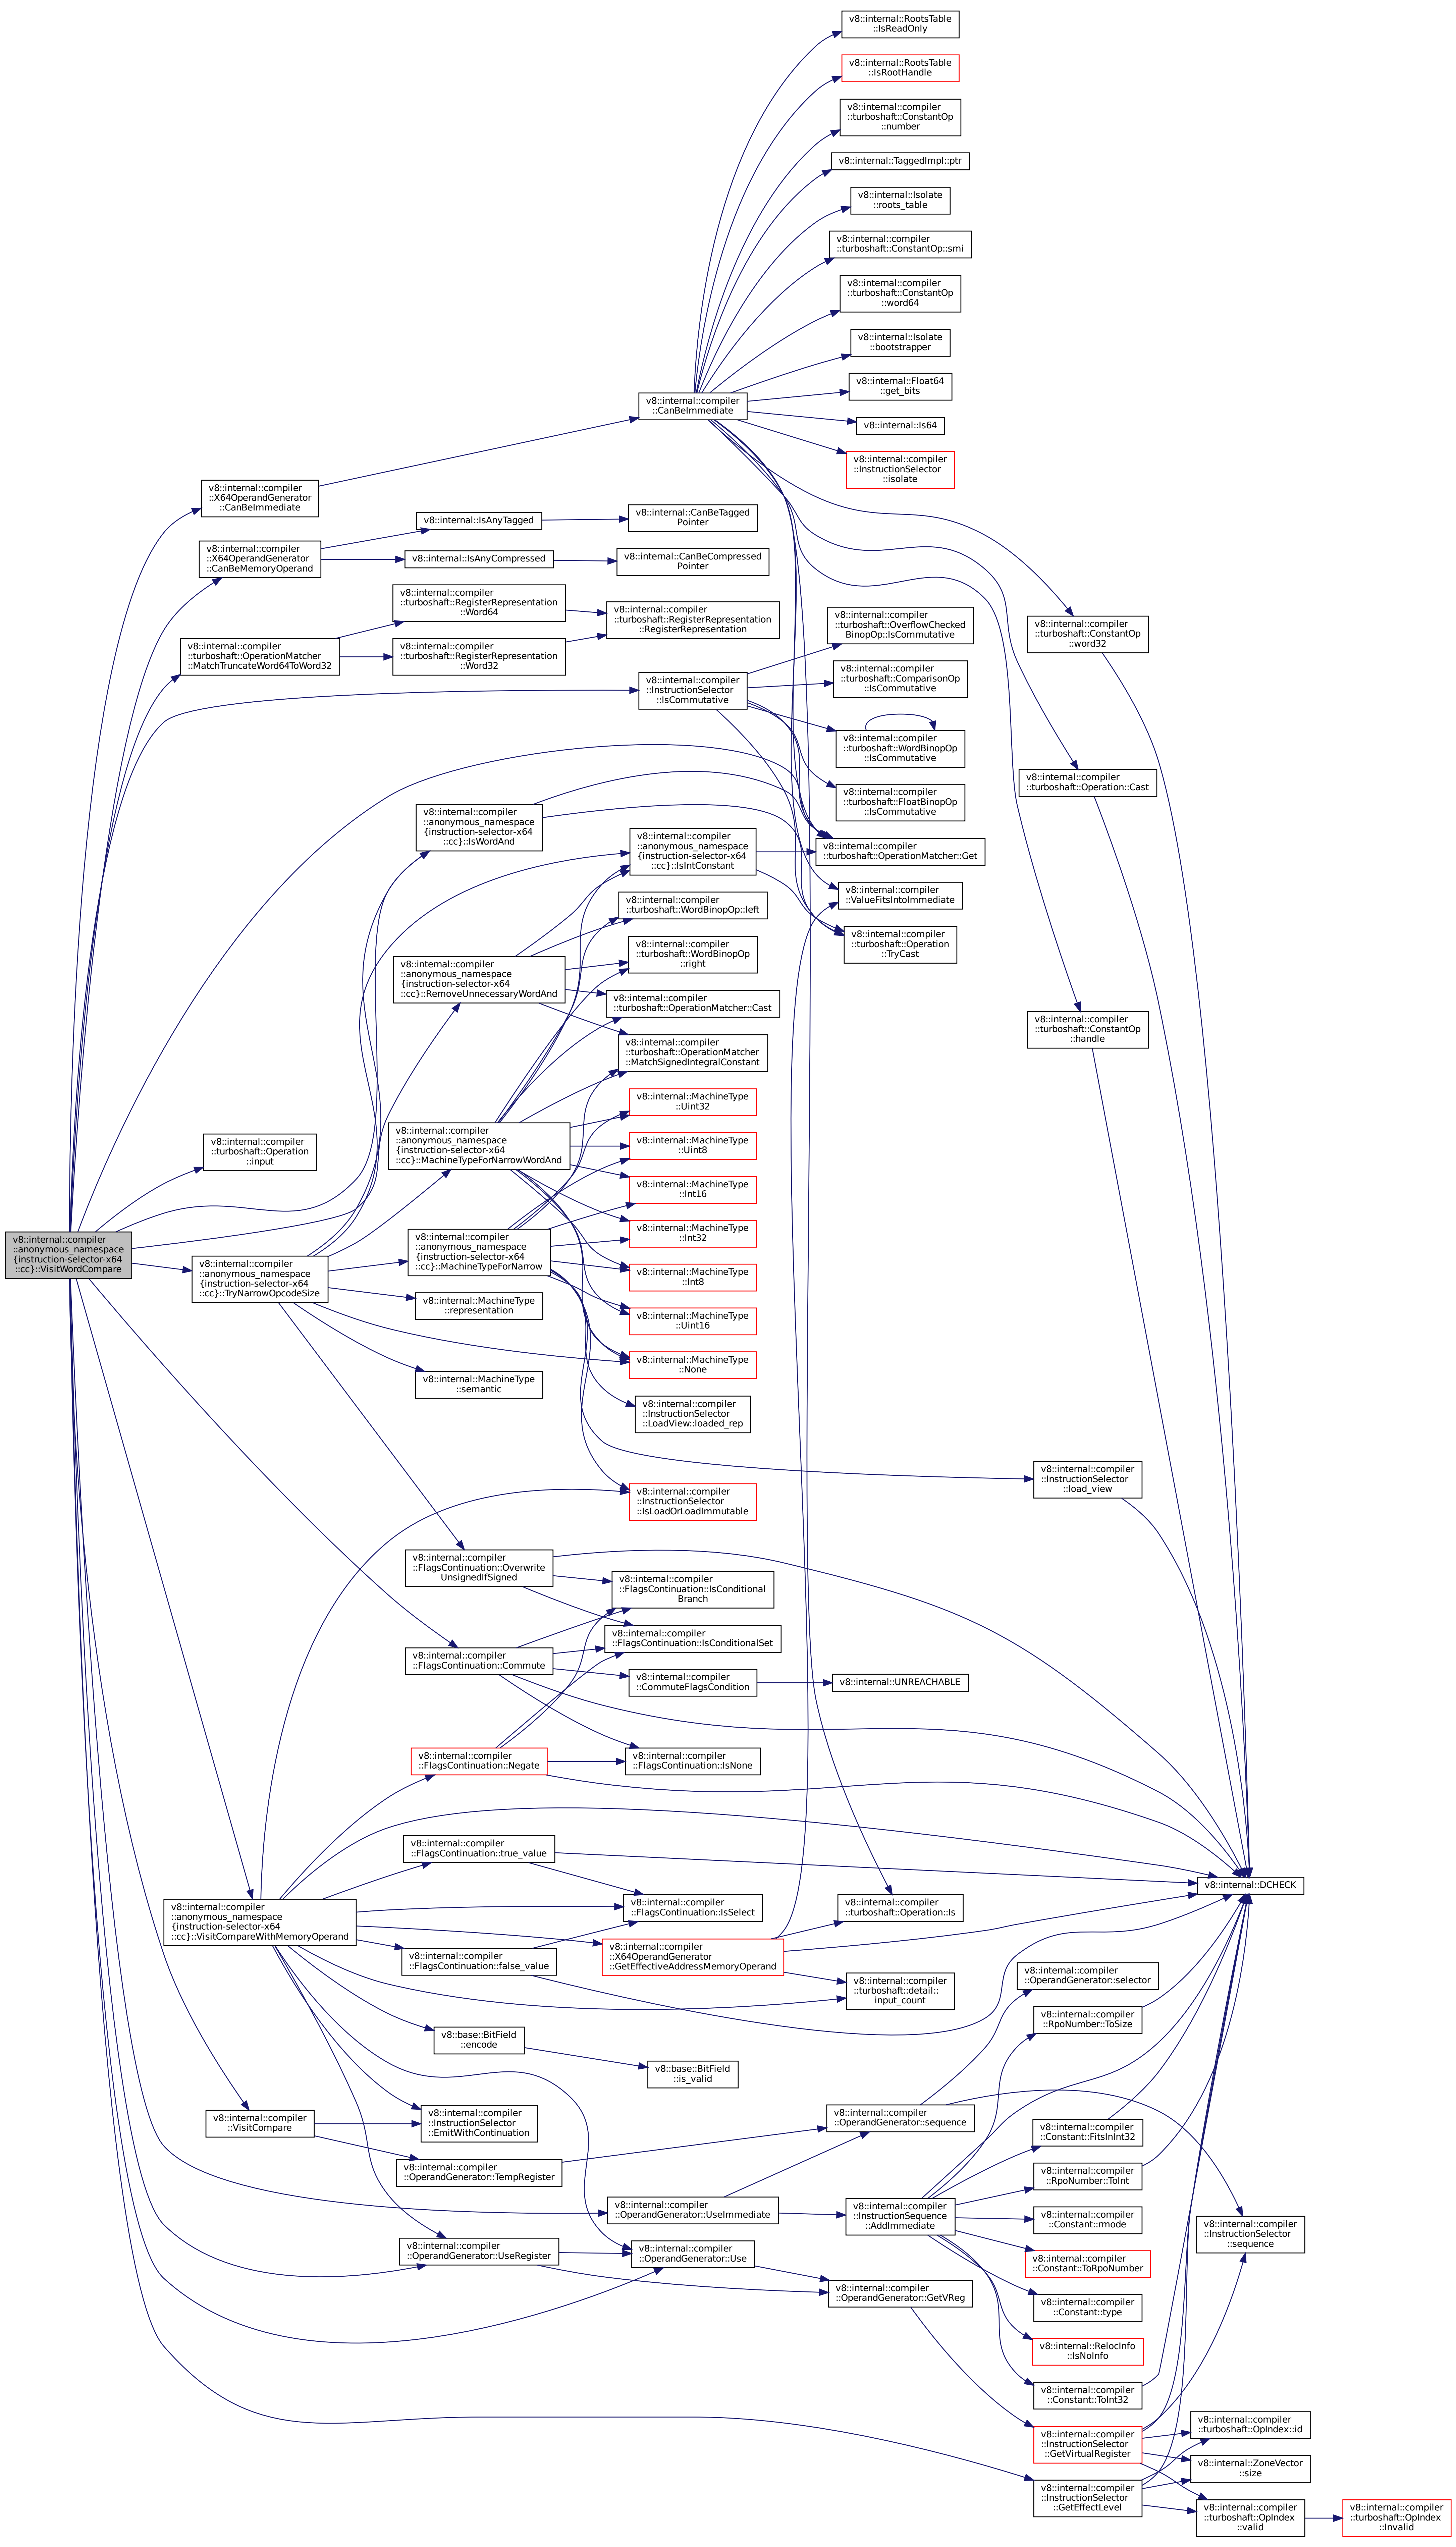 v8::internal::RootsTable
::IsReadOnly
v8::internal::RootsTable
::IsRootHandle
v8::internal::compiler
::turboshaft::ConstantOp
::number
v8::internal::TaggedImpl::ptr
v8::internal::Isolate
::roots_table
v8::internal::compiler
::turboshaft::ConstantOp::smi
v8::internal::compiler
::turboshaft::ConstantOp
::word64
v8::internal::Isolate
::bootstrapper
v8::internal::Float64
::get_bits
v8::internal::compiler
::CanBeImmediate
v8::internal::Is64
v8::internal::compiler
::InstructionSelector
::isolate
v8::internal::compiler
::X64OperandGenerator
::CanBeImmediate
v8::internal::IsAnyTagged
v8::internal::CanBeTagged
Pointer
v8::internal::compiler
::X64OperandGenerator
::CanBeMemoryOperand
v8::internal::IsAnyCompressed
v8::internal::CanBeCompressed
Pointer
v8::internal::compiler
::turboshaft::RegisterRepresentation
::Word64
v8::internal::compiler
::turboshaft::RegisterRepresentation
::RegisterRepresentation
v8::internal::compiler
::turboshaft::OperationMatcher
::MatchTruncateWord64ToWord32
v8::internal::compiler
::turboshaft::RegisterRepresentation
::Word32
v8::internal::compiler
::turboshaft::OverflowChecked
BinopOp::IsCommutative
v8::internal::compiler
::turboshaft::ConstantOp
::word32
v8::internal::compiler
::InstructionSelector
::IsCommutative
v8::internal::compiler
::turboshaft::ComparisonOp
::IsCommutative
v8::internal::compiler
::turboshaft::WordBinopOp
::IsCommutative
v8::internal::compiler
::turboshaft::Operation::Cast
v8::internal::compiler
::turboshaft::FloatBinopOp
::IsCommutative
v8::internal::compiler
::anonymous_namespace
{instruction-selector-x64
::cc}::IsWordAnd
v8::internal::compiler
::anonymous_namespace
{instruction-selector-x64
::cc}::IsIntConstant
v8::internal::compiler
::turboshaft::OperationMatcher::Get
v8::internal::compiler
::ValueFitsIntoImmediate
v8::internal::compiler
::turboshaft::WordBinopOp::left
v8::internal::compiler
::turboshaft::Operation
::TryCast
v8::internal::compiler
::turboshaft::WordBinopOp
::right
v8::internal::compiler
::anonymous_namespace
{instruction-selector-x64
::cc}::RemoveUnnecessaryWordAnd
v8::internal::compiler
::turboshaft::OperationMatcher::Cast
v8::internal::compiler
::turboshaft::ConstantOp
::handle
v8::internal::compiler
::turboshaft::OperationMatcher
::MatchSignedIntegralConstant
v8::internal::MachineType
::Uint32
v8::internal::compiler
::anonymous_namespace
{instruction-selector-x64
::cc}::MachineTypeForNarrowWordAnd
v8::internal::MachineType
::Uint8
v8::internal::compiler
::turboshaft::Operation
::input
v8::internal::MachineType
::Int16
v8::internal::MachineType
::Int32
v8::internal::compiler
::anonymous_namespace
{instruction-selector-x64
::cc}::VisitWordCompare
v8::internal::compiler
::anonymous_namespace
{instruction-selector-x64
::cc}::MachineTypeForNarrow
v8::internal::compiler
::anonymous_namespace
{instruction-selector-x64
::cc}::TryNarrowOpcodeSize
v8::internal::MachineType
::Int8
v8::internal::MachineType
::representation
v8::internal::MachineType
::Uint16
v8::internal::MachineType
::None
v8::internal::MachineType
::semantic
v8::internal::compiler
::InstructionSelector
::LoadView::loaded_rep
v8::internal::compiler
::InstructionSelector
::load_view
v8::internal::compiler
::InstructionSelector
::IsLoadOrLoadImmutable
v8::internal::compiler
::FlagsContinuation::Overwrite
UnsignedIfSigned
v8::internal::compiler
::FlagsContinuation::IsConditional
Branch
v8::internal::compiler
::FlagsContinuation::IsConditionalSet
v8::internal::compiler
::FlagsContinuation::Commute
v8::internal::compiler
::CommuteFlagsCondition
v8::internal::UNREACHABLE
v8::internal::compiler
::FlagsContinuation::Negate
v8::internal::compiler
::FlagsContinuation::IsNone
v8::internal::compiler
::FlagsContinuation::true_value
v8::internal::DCHECK
v8::internal::compiler
::anonymous_namespace
{instruction-selector-x64
::cc}::VisitCompareWithMemoryOperand
v8::internal::compiler
::FlagsContinuation::IsSelect
v8::internal::compiler
::turboshaft::Operation::Is
v8::internal::compiler
::FlagsContinuation::false_value
v8::internal::compiler
::X64OperandGenerator
::GetEffectiveAddressMemoryOperand
v8::internal::compiler
::turboshaft::detail::
input_count
v8::internal::compiler
::OperandGenerator::selector
v8::base::BitField
::encode
v8::internal::compiler
::RpoNumber::ToSize
v8::base::BitField
::is_valid
v8::internal::compiler
::VisitCompare
v8::internal::compiler
::InstructionSelector
::EmitWithContinuation
v8::internal::compiler
::OperandGenerator::sequence
v8::internal::compiler
::Constant::FitsInInt32
v8::internal::compiler
::OperandGenerator::TempRegister
v8::internal::compiler
::RpoNumber::ToInt
v8::internal::compiler
::OperandGenerator::UseImmediate
v8::internal::compiler
::InstructionSequence
::AddImmediate
v8::internal::compiler
::Constant::rmode
v8::internal::compiler
::InstructionSelector
::sequence
v8::internal::compiler
::OperandGenerator::UseRegister
v8::internal::compiler
::OperandGenerator::Use
v8::internal::compiler
::Constant::ToRpoNumber
v8::internal::compiler
::OperandGenerator::GetVReg
v8::internal::compiler
::Constant::type
v8::internal::RelocInfo
::IsNoInfo
v8::internal::compiler
::Constant::ToInt32
v8::internal::compiler
::InstructionSelector
::GetVirtualRegister
v8::internal::compiler
::turboshaft::OpIndex::id
v8::internal::ZoneVector
::size
v8::internal::compiler
::InstructionSelector
::GetEffectLevel
v8::internal::compiler
::turboshaft::OpIndex
::valid
v8::internal::compiler
::turboshaft::OpIndex
::Invalid